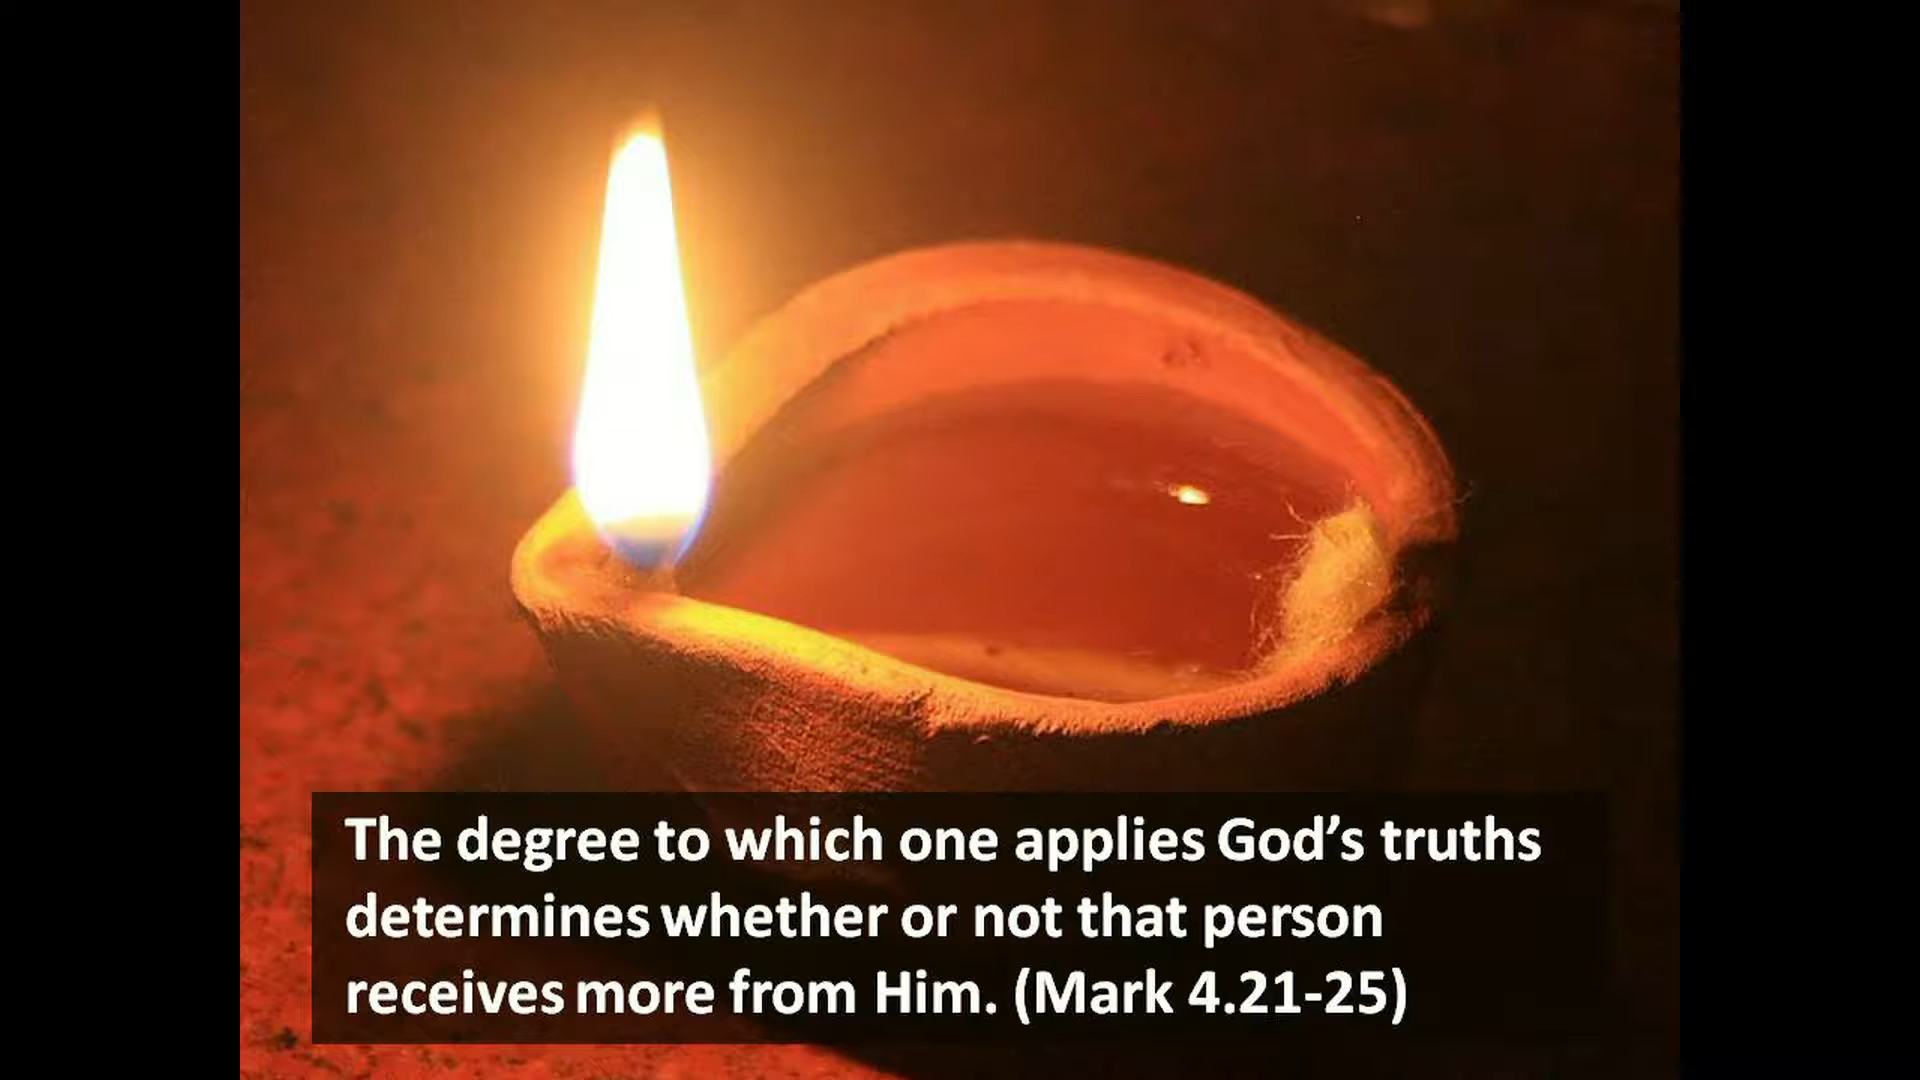 The degree to which one applies God’s truths
determines whether or not that person
receives more from Him. (Mark 4.21-25)